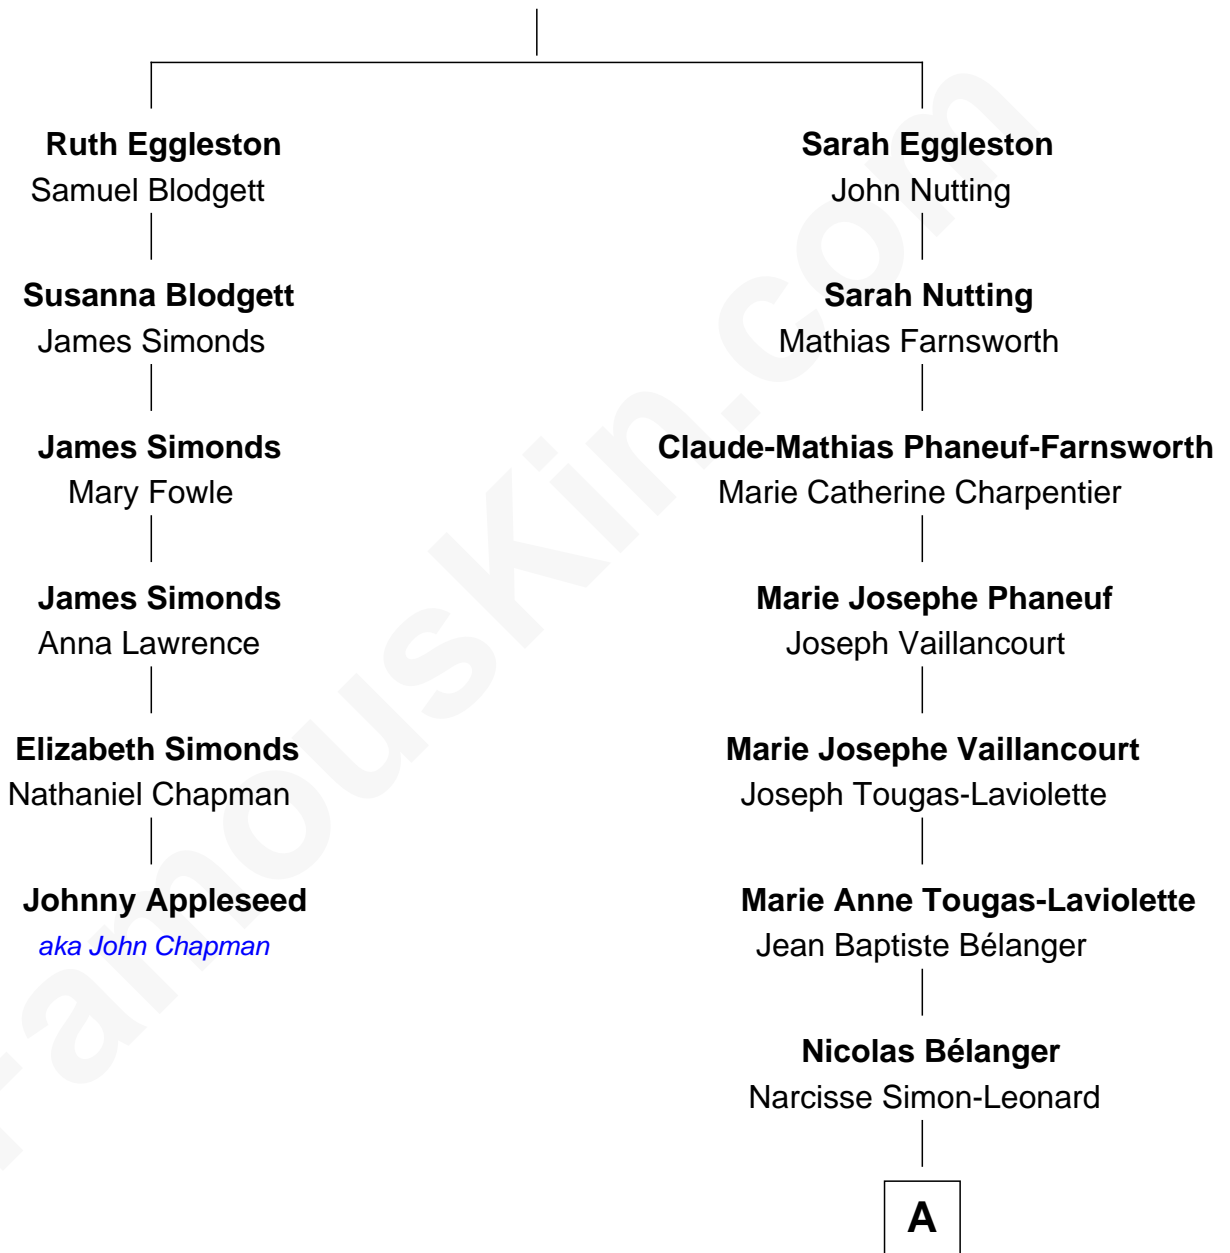 Ruth Eggleston
Samuel Blodgett
Susanna Blodgett
James Simonds
James Simonds
Mary Fowle
James Simonds
Anna Lawrence
Elizabeth Simonds
Nathaniel Chapman
Johnny Appleseed
aka John Chapman
Sarah Eggleston
John Nutting
Sarah Nutting
Mathias Farnsworth
Claude-Mathias Phaneuf-Farnsworth
Marie Catherine Charpentier
Marie Josephe Phaneuf
Joseph Vaillancourt
Marie Josephe Vaillancourt
Joseph Tougas-Laviolette
Marie Anne Tougas-Laviolette
Jean Baptiste Bélanger
Nicolas Bélanger
Narcisse Simon-Leonard
A
FamousKin.com